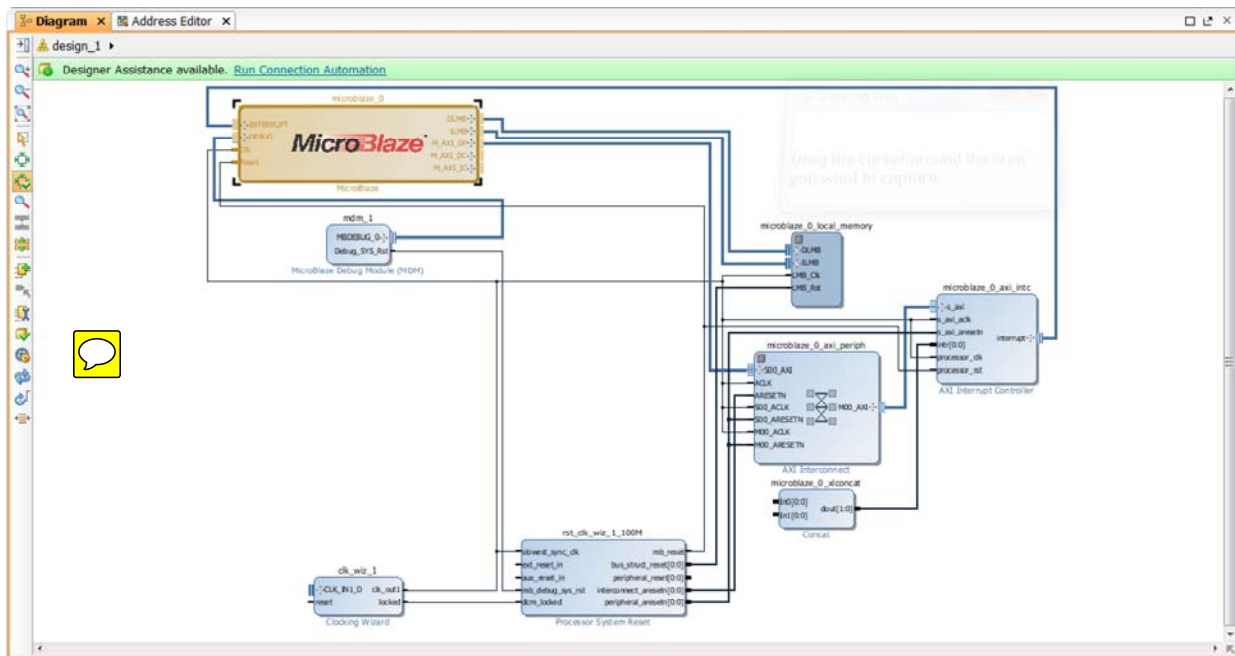 Diagram
Address Editor
design_1
Designer Assistance available. Run Connection Automation
microblaze_0
INTERRUPT
DEBUG
Clk
Reset
MicroBlaze
DLMB
ILMB
M_AXI_DP
M_AXI_DC
M_AXI_IC
MicroBlaze
Drag the cursor around the area
you want to capture.
mdm_1
MBDEBUG_0
Debug_SYS_Rst
MicroBlaze Debug Module (MDM)
microblaze_0_local_memory
DLMB
ILMB
LMB_Clk
LMB_Rst
microblaze_0_axi_intc
s_axi
s_axi_aclk
s_axi_aresetn
intr[0:0]
processor_clk
processor_rst
interrupt
AXI Interrupt Controller
microblaze_0_axi_periph
S00_AXI
ACLK
ARESETN
S00_ACLK
S00_ARESETN
M00_ACLK
M00_ARESETN
M00_AXI
AXI Interconnect
microblaze_0_xlconcat
In0[0:0]
In1[0:0]
dout[1:0]
Concat
rst_clk_wiz_1_100M
slowest_sync_clk
ext_reset_in
aux_reset_in
mb_debug_sys_rst
dcm_locked
mb_reset
bus_struct_reset[0:0]
peripheral_reset[0:0]
interconnect_aresetn[0:0]
peripheral_aresetn[0:0]
Processor System Reset
clk_wiz_1
CLK_IN1_D
reset
clk_out1
locked
Clocking Wizard